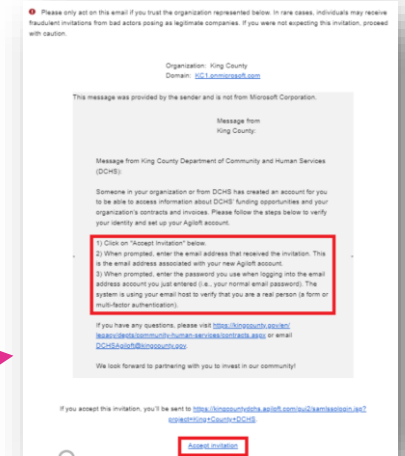 Please only act on this email if you trust the organization represented below. In rare cases, individuals may receive
fraudulent invitations from bad actors posing as legitimate companies. If you were not expecting this invitation, proceed
with caution.
Organization: King County
Domain: KC1.onmicrosoft.com
This message was provided by the sender and is not from Microsoft Corporation.
Message from
King County:
Message from King County Department of Community and Human Services
(DCHS):
Someone in your organization or from DCHS has created an account for you
to be able to access information about DCHS' funding opportunities and your
organization's contracts and invoices. Please follow the steps below to verify
your identity and set up your Agiloft account.
1) Click on "Accept Invitation" below.
2) When prompted, enter the email address that received the invitation. This
is the email address associated with your new Agiloft account.
3) When prompted, enter the password you use when logging into the email
address account you just entered (i.e., your normal email password). The
system is using your email host to verify that you are a real person (a form or
multi-factor authentication).
If you have any questions, please visit https://kingcounty.gov/en/
legacy/depts/community-human-services/contracts.aspx or email
DCHSAgiloft@kingcounty.gov.
We look forward to partnering with you to invest in our community!
If you accept this invitation, you'll be sent to https://kingcountydchs.agiloft.com/gui2/samlssologin.jsp?
project=King+County+DCHS.
Accept invitation